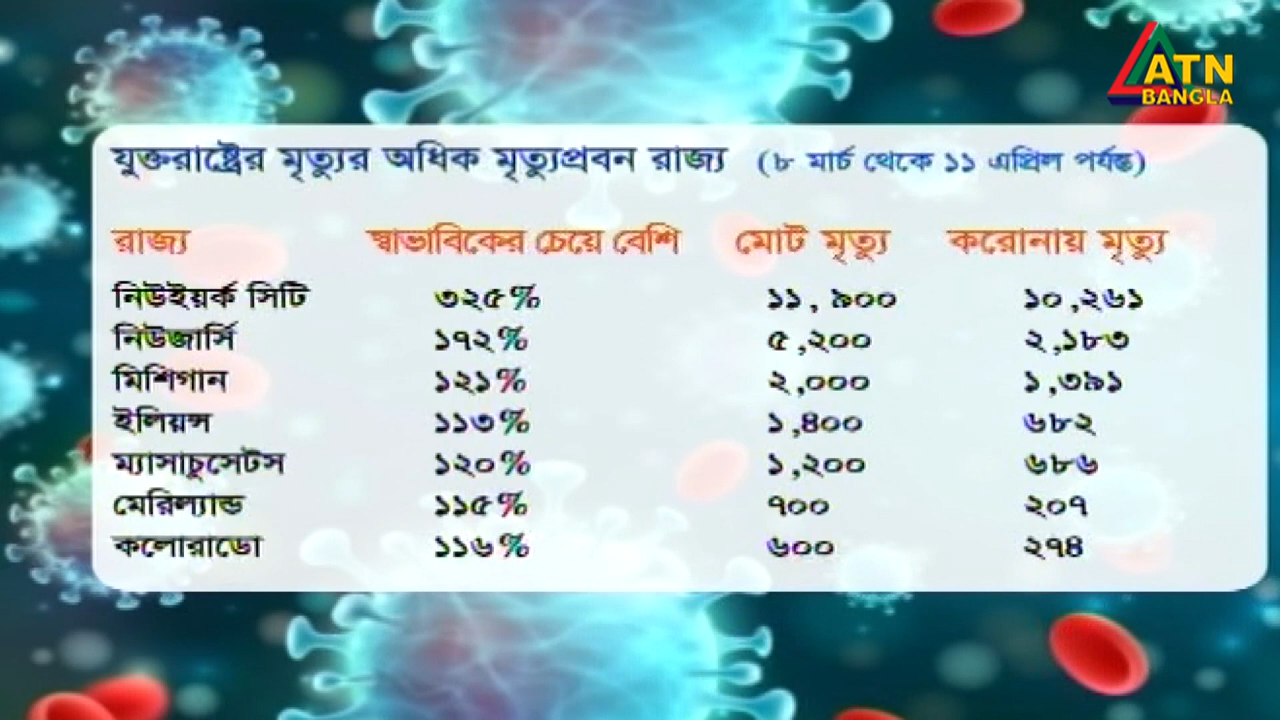 ATN
BANGLA
যুক্তরাষ্ট্রের মৃত্যুর অধিক মৃত্যুপ্রবন রাজ্য (৮ মার্চ থেকে ১১ এপ্রিল পর্যন্ত)
রাজ্য স্বাভাবিকের চেয়ে বেশি মোট মৃত্যু করোনায় মৃত্যু
নিউইয়র্ক সিটি ৩২৫% ১১, ৯০০ ১০,২৬১
নিউজার্সি ১৭২% ৫,২০০ ২,১৮৩
মিশিগান ১২১% ২,০০০ ১,৩৯১
ইলিয়ন্স ১১৩% ১,৪০০ ৬৮২
ম্যাসাচুসেটস ১২০% ১,২০০ ৬৮৬
মেরিল্যান্ড ১১৫% ৭০০ ২০৭
কলোরাডো ১১৬% ৬০০ ২৭৪